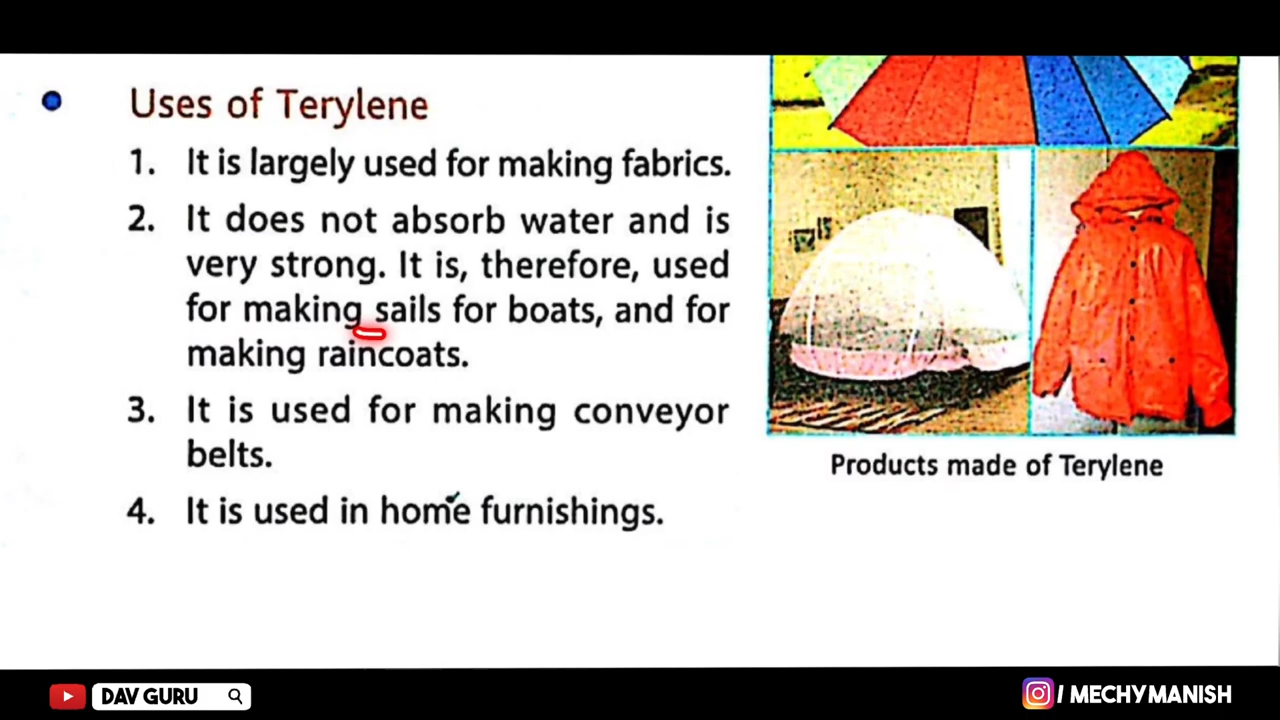 Uses of Terylene
1. It is largely used for making fabrics.
2. It does not absorb water and is
very strong. It is, therefore, used
for making sails for boats, and for
making raincoats.
3. It is used for making conveyor
belts.
4. It is used in home furnishings.
Products made of Terylene
DAV GURU
/ MECHYMANISH